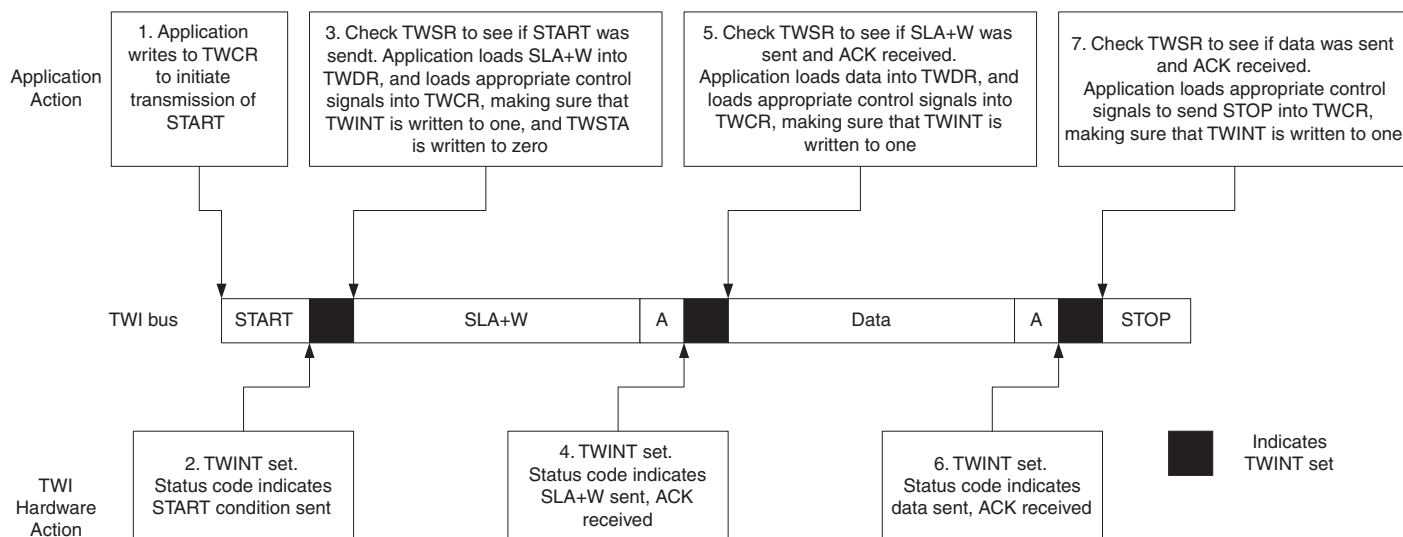 Application
Action
1. Application
writes to TWCR
to initiate
transmission of
START
3. Check TWSR to see if START was
sendt. Application loads SLA+W into
TWDR, and loads appropriate control
signals into TWCR, making sure that
TWINT is written to one, and TWSTA
is written to zero
5. Check TWSR to see if SLA+W was
sent and ACK received.
Application loads data into TWDR, and
loads appropriate control signals into
TWCR, making sure that TWINT is
written to one
7. Check TWSR to see if data was sent
and ACK received.
Application loads appropriate control
signals to send STOP into TWCR,
making sure that TWINT is written to one
TWI bus
START
SLA+W
A
Data
A
STOP
TWI
Hardware
Action
2. TWINT set.
Status code indicates
START condition sent
4. TWINT set.
Status code indicates
SLA+W sent, ACK
received
6. TWINT set.
Status code indicates
data sent, ACK received
Indicates
TWINT set